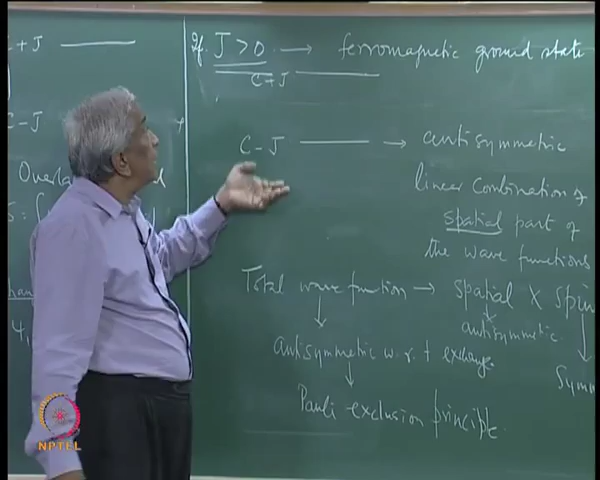 C + J
C - J
Overla
S :
If J > 0 → ferromagnetic ground state
C + J
C - J → antisymmetric
linear combination of
spatial part of
the wave functions
Total wave function → spatial X Spin
antisymmetric
antisymmetric w.r.t exchange
Symm
Pauli exclusion principle
NPTEL